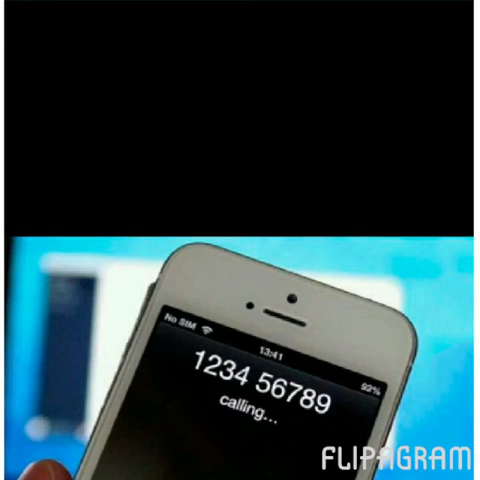 No SIM
13:41
92%
1234 56789
calling...
FLIPAGRAM